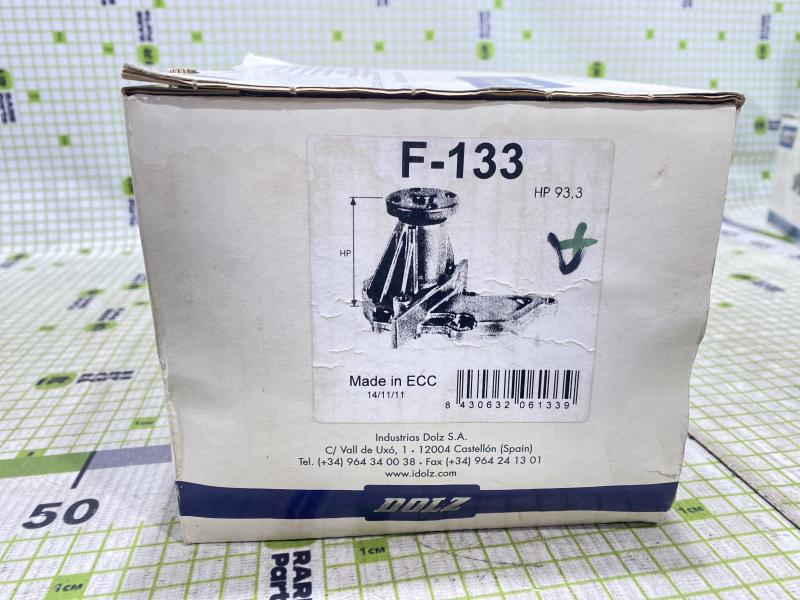 F-133
HP 93,3
HP
Made in ECC
14/11/11
8 430632 061339
Industrias Dolz S.A.
C/ Vall de Uxó, 1 • 12004 Castellón (Spain)
Tel. (+34) 964 34 00 38 • Fax (+34) 964 24 13 01
www.idolz.com
DOLZ
RARE
Parts
50
1CM
1CM
1CM